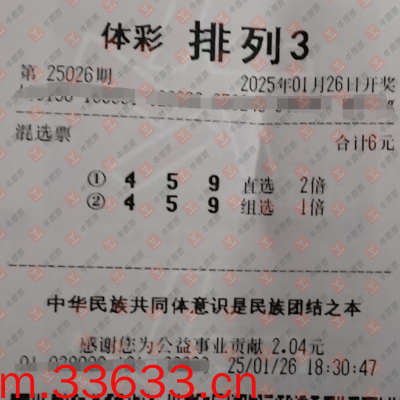 体彩 排列3
第 25026期 2025年01月26日开奖
混选票 合计6元
① 4 5 9 直选 2倍
② 4 5 9 组选 1倍
中华民族共同体意识是民族团结之本
感谢您为公益事业贡献 2.04元
25/01/26 18:30:47
m.33633.cn